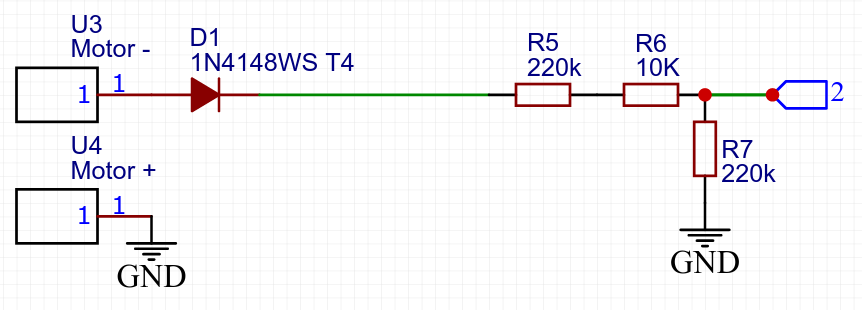 U3
Motor -
1
1
D1
1N4148WS T4
R5
220k
R6
10K
2
R7
220k
GND
U4
Motor +
1
1
GND